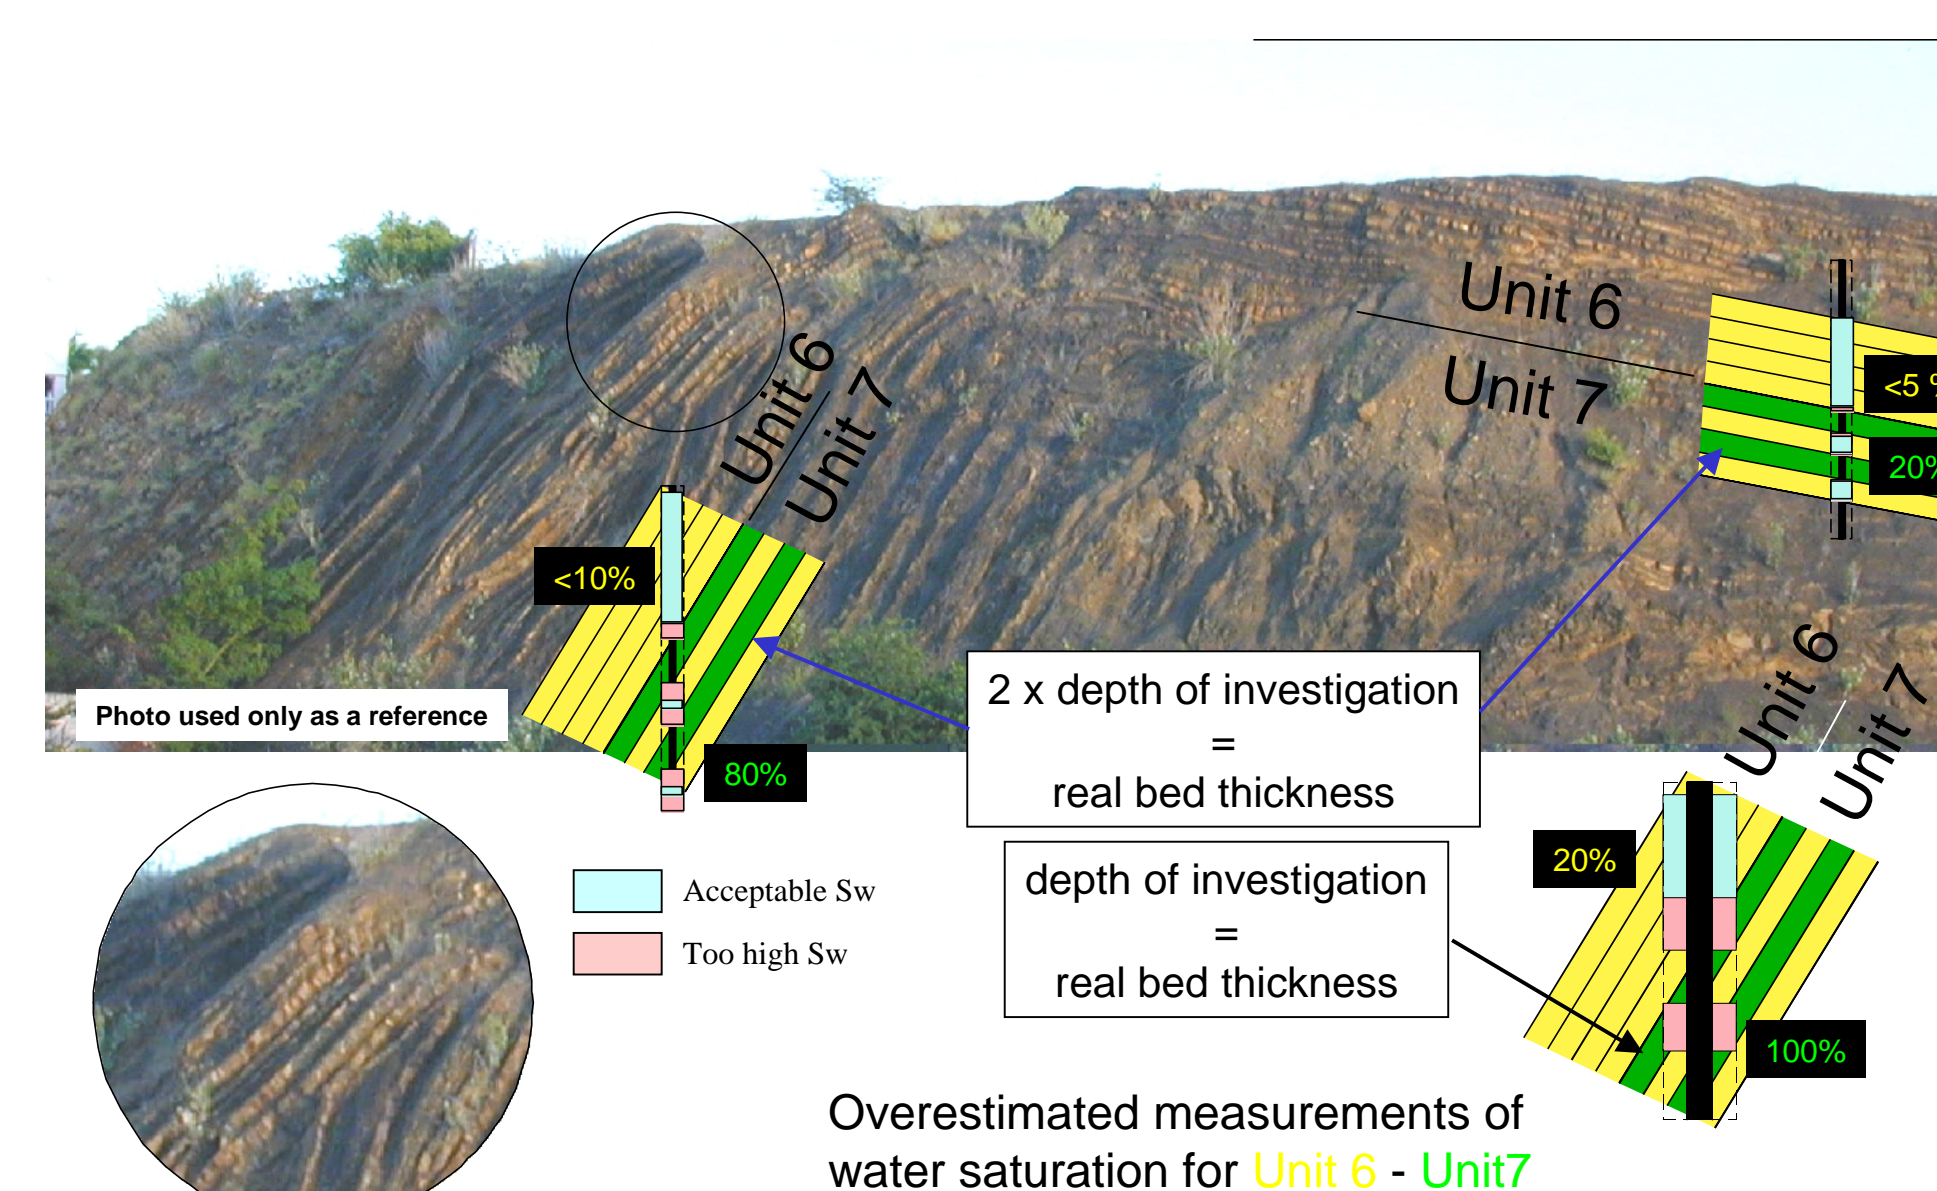 Unit 6
Unit 7
<5 %
20%
Unit 6
Unit 7
<10%
80%
Photo used only as a reference
2 x depth of investigation
=
real bed thickness
Unit 6
Unit 7
20%
100%
depth of investigation
=
real bed thickness
Acceptable Sw
Too high Sw
Overestimated measurements of
water saturation for Unit 6 - Unit7